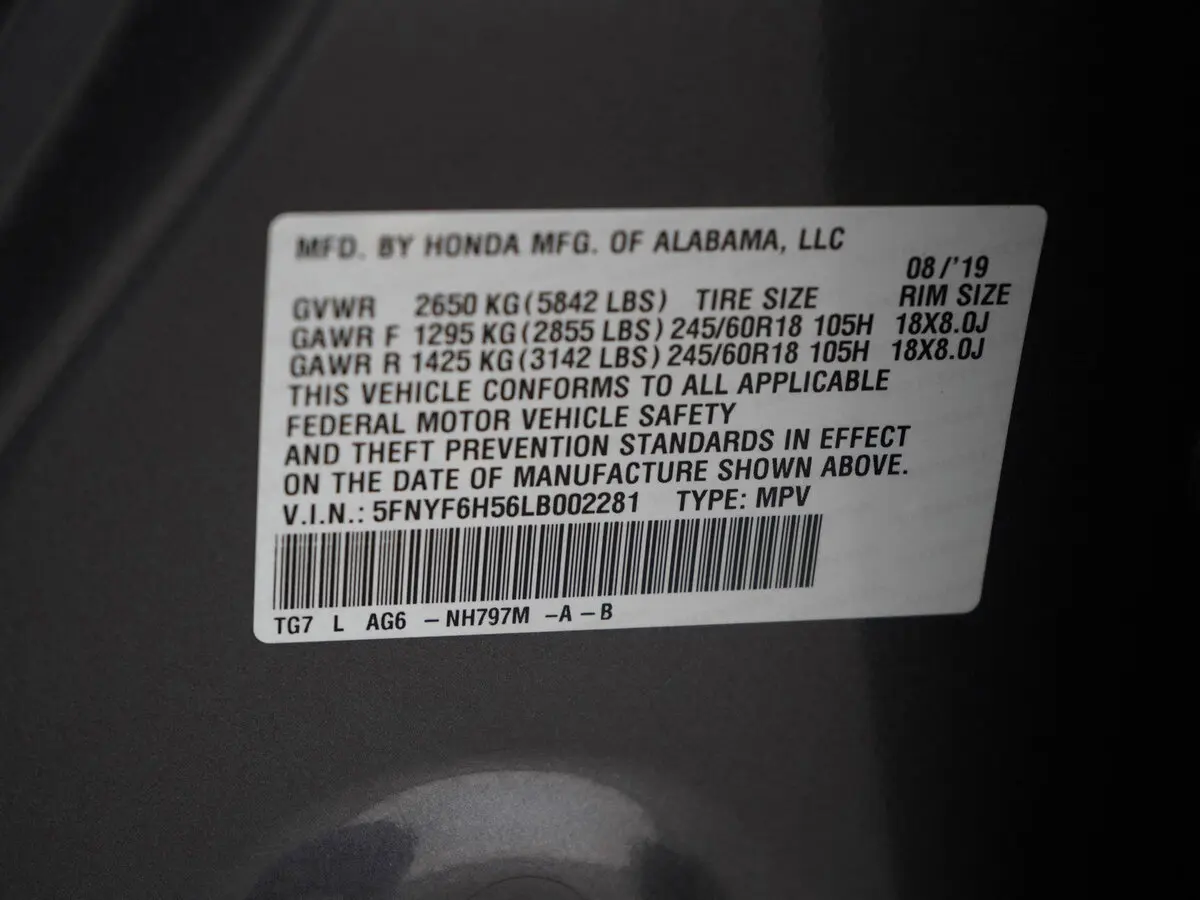 MFD. BY HONDA MFG. OF ALABAMA, LLC
08/'19
GVWR 2650 KG(5842 LBS) TIRE SIZE RIM SIZE
GAWR F 1295 KG(2855 LBS) 245/60R18 105H 18X8.0J
GAWR R 1425 KG(3142 LBS) 245/60R18 105H 18X8.0J
THIS VEHICLE CONFORMS TO ALL APPLICABLE
FEDERAL MOTOR VEHICLE SAFETY
AND THEFT PREVENTION STANDARDS IN EFFECT
ON THE DATE OF MANUFACTURE SHOWN ABOVE.
V.I.N.: 5FNYF6H56LB002281 TYPE: MPV
TG7 L AG6 – NH797M –A – B